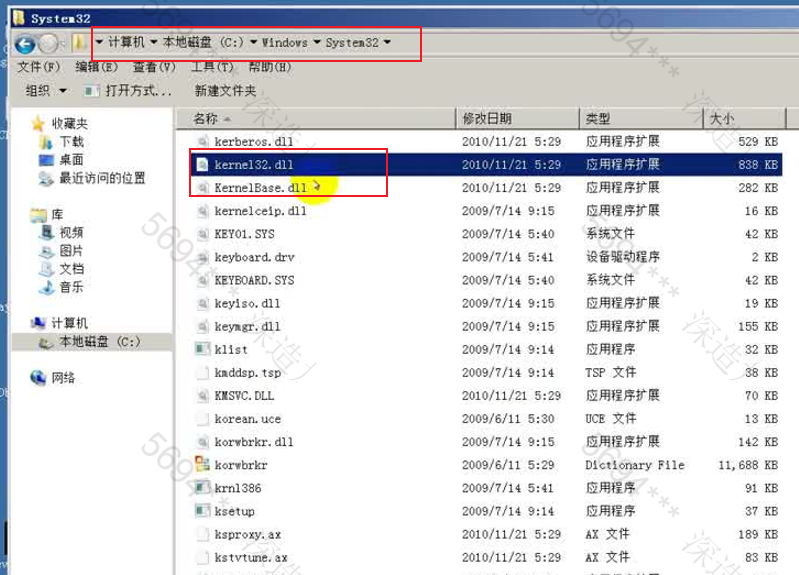 System32
计算机 本地磁盘 (C:) Windows System32
文件(F) 编辑(E) 查看(V) 工具(T) 帮助(H)
组织 打开方式... 新建文件夹
收藏夹
下载
桌面
最近访问的位置
库
视频
图片
文档
音乐
计算机
本地磁盘 (C:)
网络
名称 修改日期 类型 大小
kerberos.dll 2010/11/21 5:29 应用程序扩展 529 KB
kernel32.dll 2010/11/21 5:29 应用程序扩展 838 KB
KernelBase.dll 2010/11/21 5:29 应用程序扩展 282 KB
kernelceip.dll 2009/7/14 9:15 应用程序扩展 16 KB
KEY01.SYS 2009/7/14 5:40 系统文件 42 KB
keyboard.drv 2009/7/14 5:41 设备驱动程序 2 KB
KEYBOARD.SYS 2009/7/14 5:40 系统文件 42 KB
keyiso.dll 2009/7/14 9:15 应用程序扩展 19 KB
keymgr.dll 2009/7/14 9:15 应用程序扩展 155 KB
klist 2009/7/14 9:14 应用程序 32 KB
kmddsp.tsp 2009/7/14 9:14 TSP 文件 38 KB
KMSVC.DLL 2010/11/21 5:29 应用程序扩展 70 KB
korean.uce 2009/6/11 5:30 UCE 文件 13 KB
korwbrkr.dll 2009/7/14 9:15 应用程序扩展 142 KB
korwbrkr 2009/6/11 5:29 Dictionary File 11,688 KB
krnl386 2009/7/14 5:41 应用程序 91 KB
ksetup 2009/7/14 9:14 应用程序 37 KB
ksproxy.ax 2010/11/21 5:29 AX 文件 189 KB
kstvtune.ax 2010/11/21 5:29 AX 文件 83 KB
5694***
深造
5694***
深造
5694***
深造
5694***
深造
5694***
深造